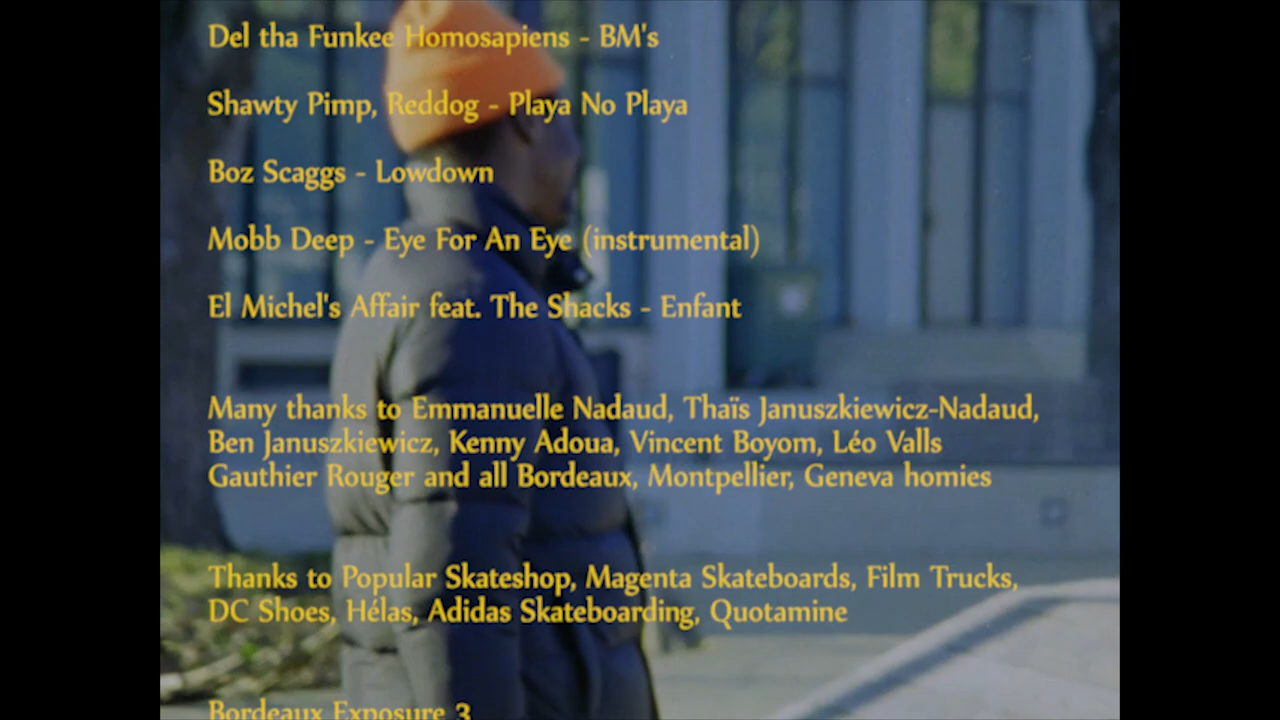 Del tha Funkee Homosapiens - BM's
Shawty Pimp, Reddog - Playa No Playa
Boz Scaggs - Lowdown
Mobb Deep - Eye For An Eye (instrumental)
El Michel's Affair feat. The Shacks - Enfant
Many thanks to Emmanuelle Nadaud, Thaïs Januszkiewicz-Nadaud,
Ben Januszkiewicz, Kenny Adoua, Vincent Boyom, Léo Valls
Gauthier Rouger and all Bordeaux, Montpellier, Geneva homies
Thanks to Popular Skateshop, Magenta Skateboards, Film Trucks,
DC Shoes, Hélas, Adidas Skateboarding, Quotamine
Bordeaux Exposure 3